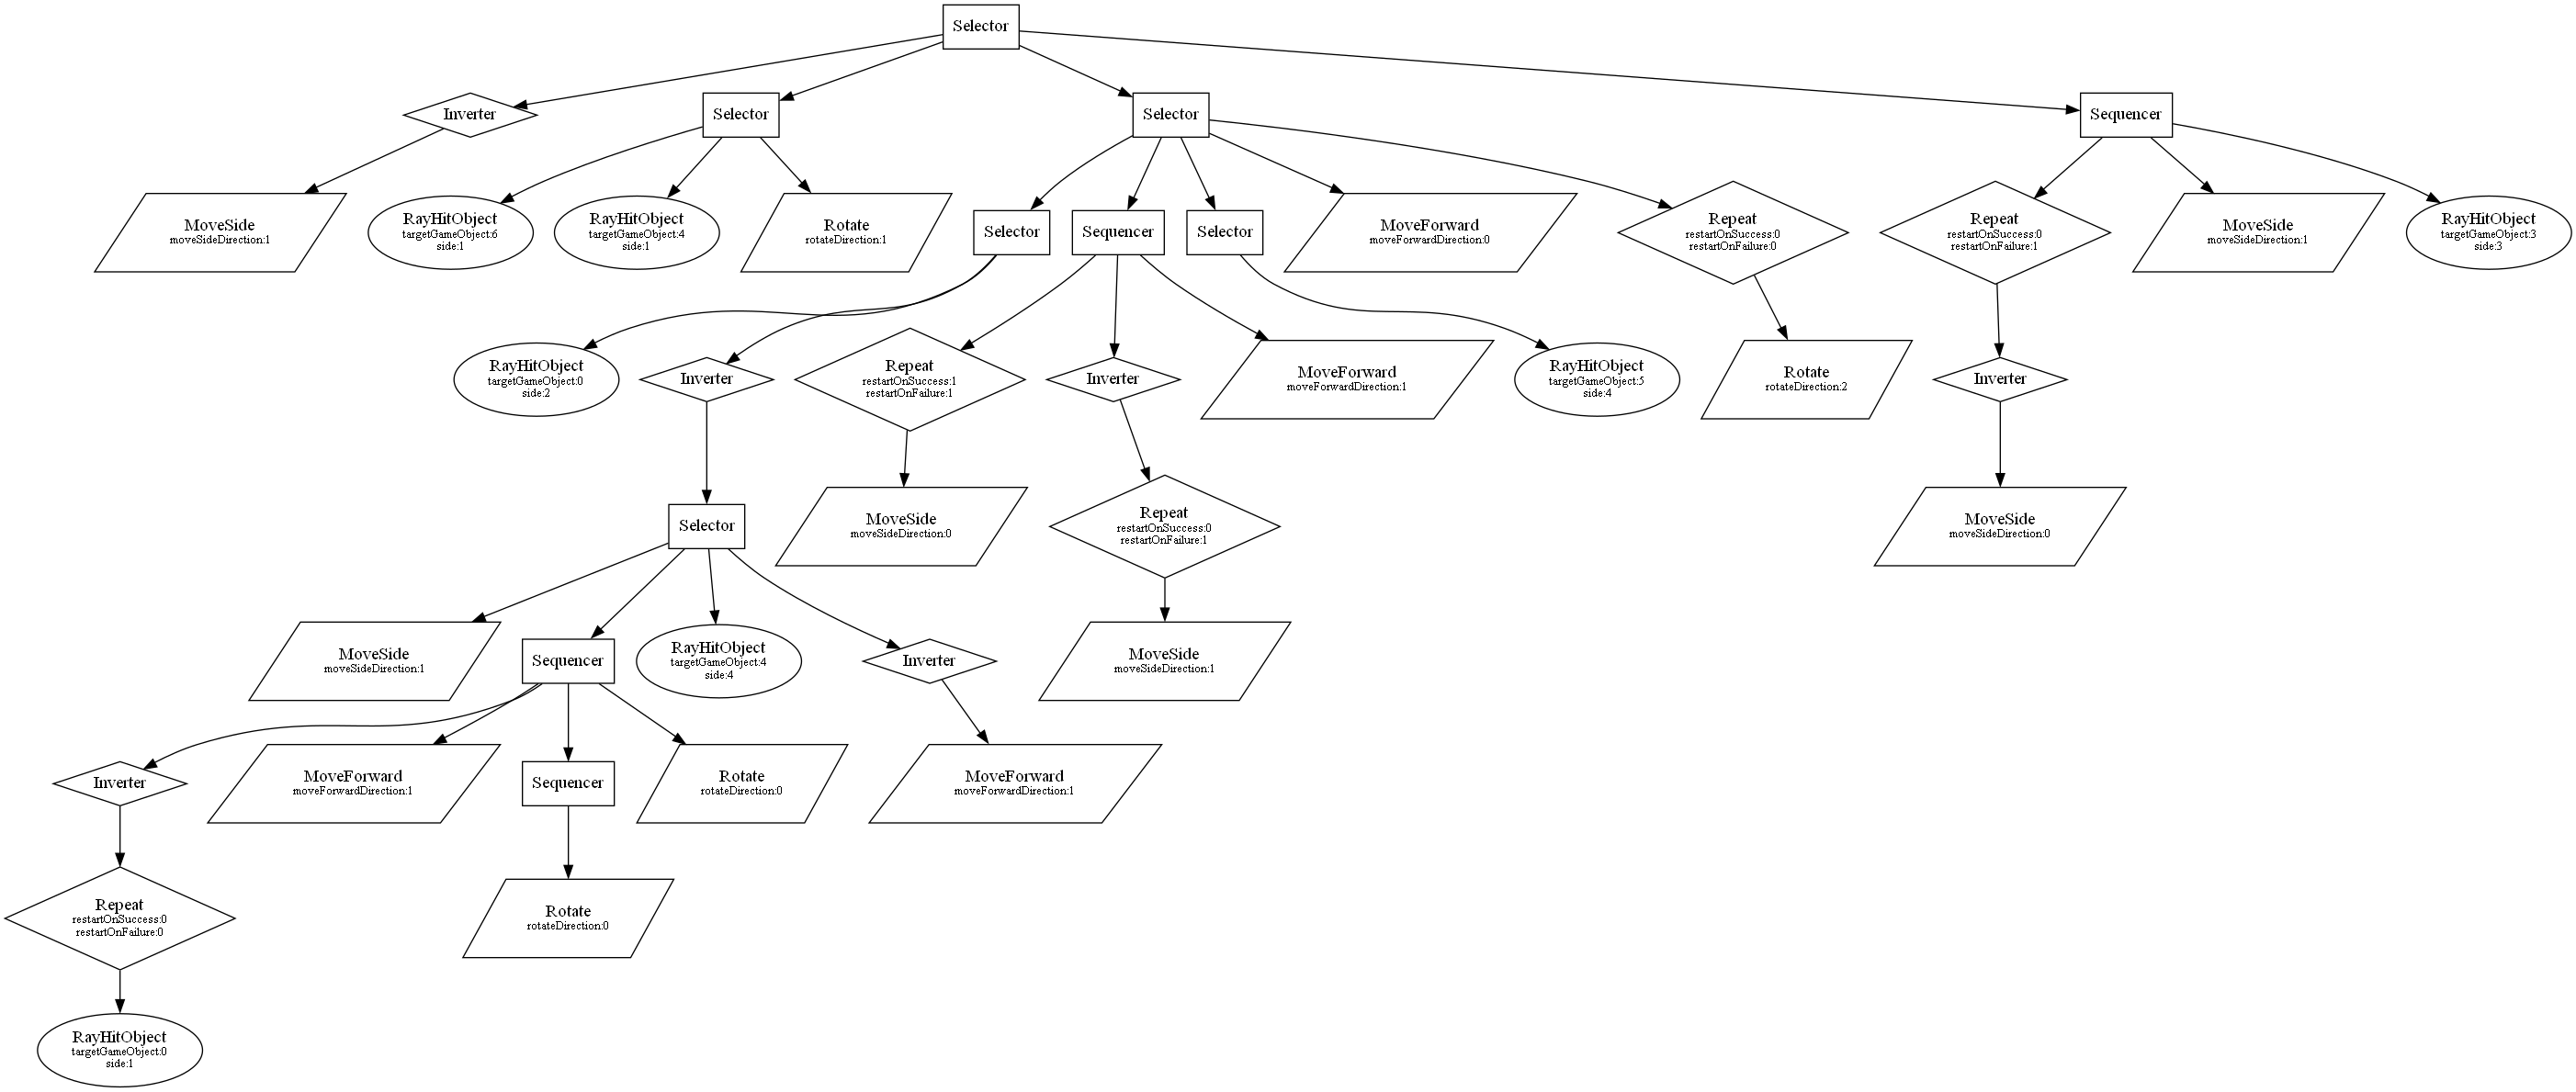 Selector
Inverter
Selector
Selector
Sequencer
MoveSide
moveSideDirection:1
RayHitObject
targetGameObject:6
side:1
RayHitObject
targetGameObject:4
side:1
Rotate
rotateDirection:1
Selector
Sequencer
Selector
MoveForward
moveForwardDirection:0
Repeat
restartOnSuccess:0
restartOnFailure:0
Repeat
restartOnSuccess:0
restartOnFailure:1
MoveSide
moveSideDirection:1
RayHitObject
targetGameObject:3
side:3
RayHitObject
targetGameObject:0
side:2
Inverter
Repeat
restartOnSuccess:1
restartOnFailure:1
Inverter
MoveForward
moveForwardDirection:1
RayHitObject
targetGameObject:5
side:4
Rotate
rotateDirection:2
Inverter
Selector
MoveSide
moveSideDirection:0
Repeat
restartOnSuccess:0
restartOnFailure:1
MoveSide
moveSideDirection:0
MoveSide
moveSideDirection:1
Sequencer
RayHitObject
targetGameObject:4
side:4
Inverter
MoveSide
moveSideDirection:1
Inverter
MoveForward
moveForwardDirection:1
Sequencer
Rotate
rotateDirection:0
MoveForward
moveForwardDirection:1
Repeat
restartOnSuccess:0
restartOnFailure:0
Rotate
rotateDirection:0
RayHitObject
targetGameObject:0
side:1